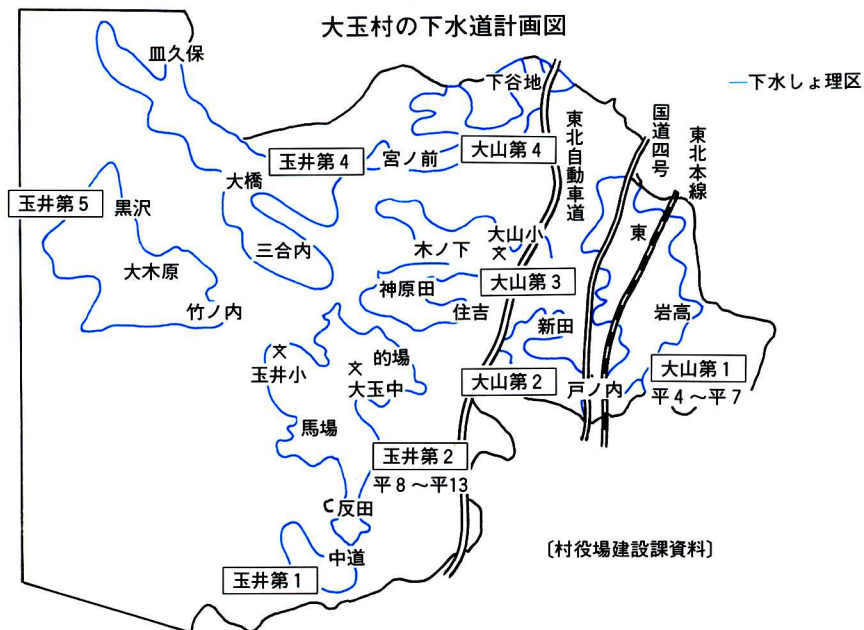 大玉村の下水道計画図
皿久保
下谷地
下水しょ理区
東北自動車道
国道四号
東北本線
玉井第4
宮ノ前
大山第4
大橋
玉井第5
黒沢
東
大山小
文
三合内
木ノ下
大木原
神原田
大山第3
竹ノ内
住吉
新田
岩高
文
玉井小
的場
文
大玉中
大山第2
戸ノ内
大山第1
平4～平7
馬場
玉井第2
平8～平13
反田
中道
玉井第1
〔村役場建設課資料〕